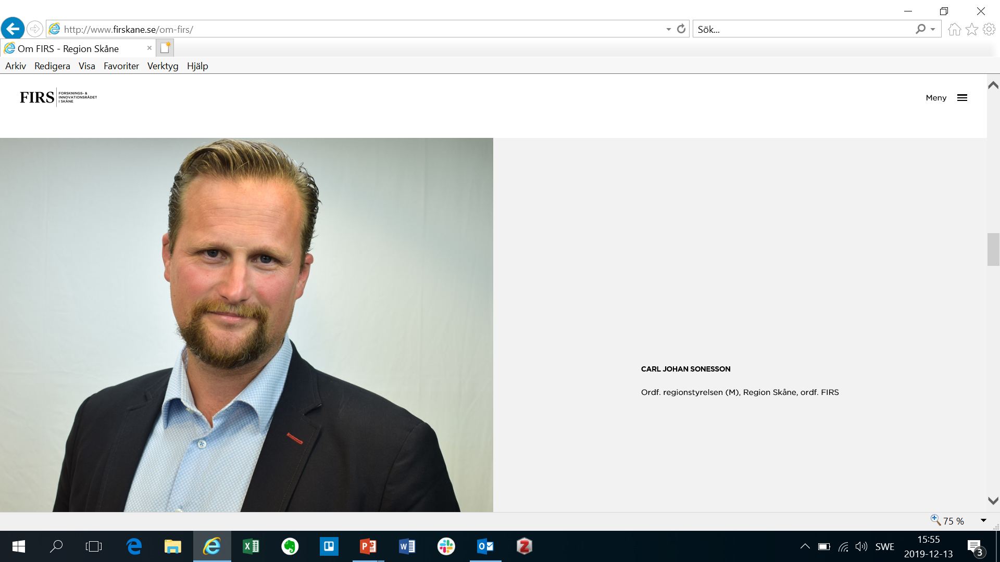 http://www.firskane.se/om-firs/
Sök...
Om FIRS - Region Skåne
Arkiv Redigera Visa Favoriter Verktyg Hjälp
FIRS
FORSKNINGS- &
INNOVATIONSRÅDET
I SKÅNE
Meny
CARL JOHAN SONESSON
Ordf. regionstyrelsen (M), Region Skåne, ordf. FIRS
75 %
SWE
15:55
2019-12-13
3